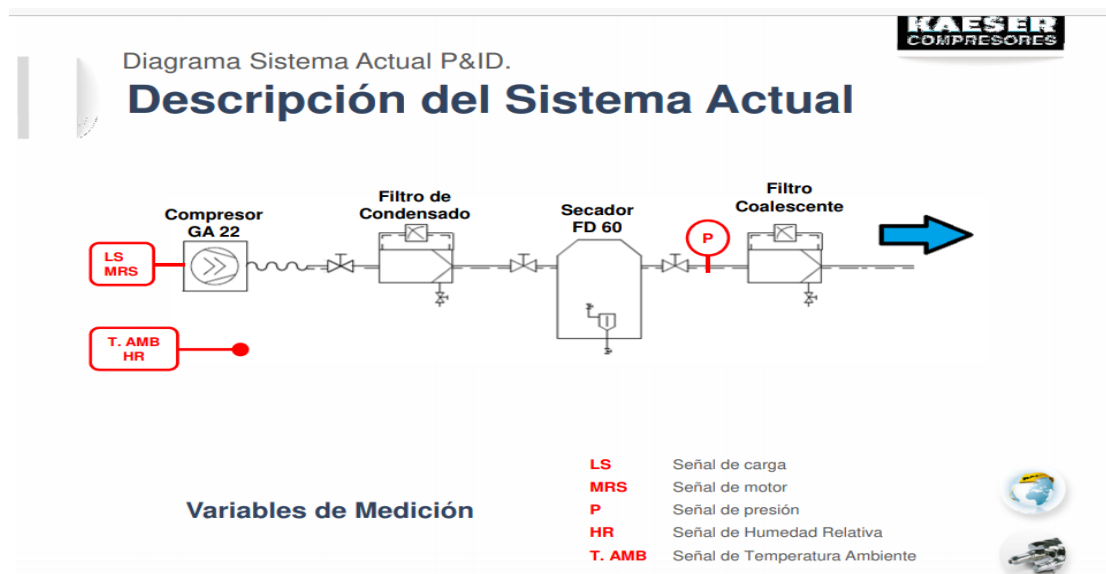 KAESER
COMPRESORES
Diagrama Sistema Actual P&ID.
Descripción del Sistema Actual
Compresor
GA 22
Filtro de
Condensado
Secador
FD 60
Filtro
Coalescente
LS
MRS
P
T. AMB
HR
Variables de Medición
LS Señal de carga
MRS Señal de motor
P Señal de presión
HR Señal de Humedad Relativa
T. AMB Señal de Temperatura Ambiente